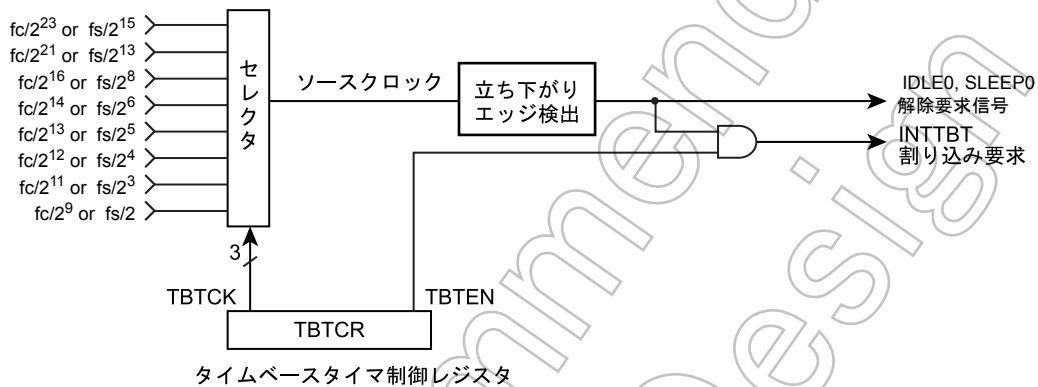 fc/2^23 or fs/2^15
fc/2^21 or fs/2^13
fc/2^16 or fs/2^8
fc/2^14 or fs/2^6
fc/2^13 or fs/2^5
fc/2^12 or fs/2^4
fc/2^11 or fs/2^3
fc/2^9 or fs/2
セレクタ
ソースクロック
立ち下がり
エッジ検出
IDLE0, SLEEP0
解除要求信号
INTTBT
割り込み要求
3
TBTCK
TBTEN
TBTCR
タイムベースタイマ制御レジスタ